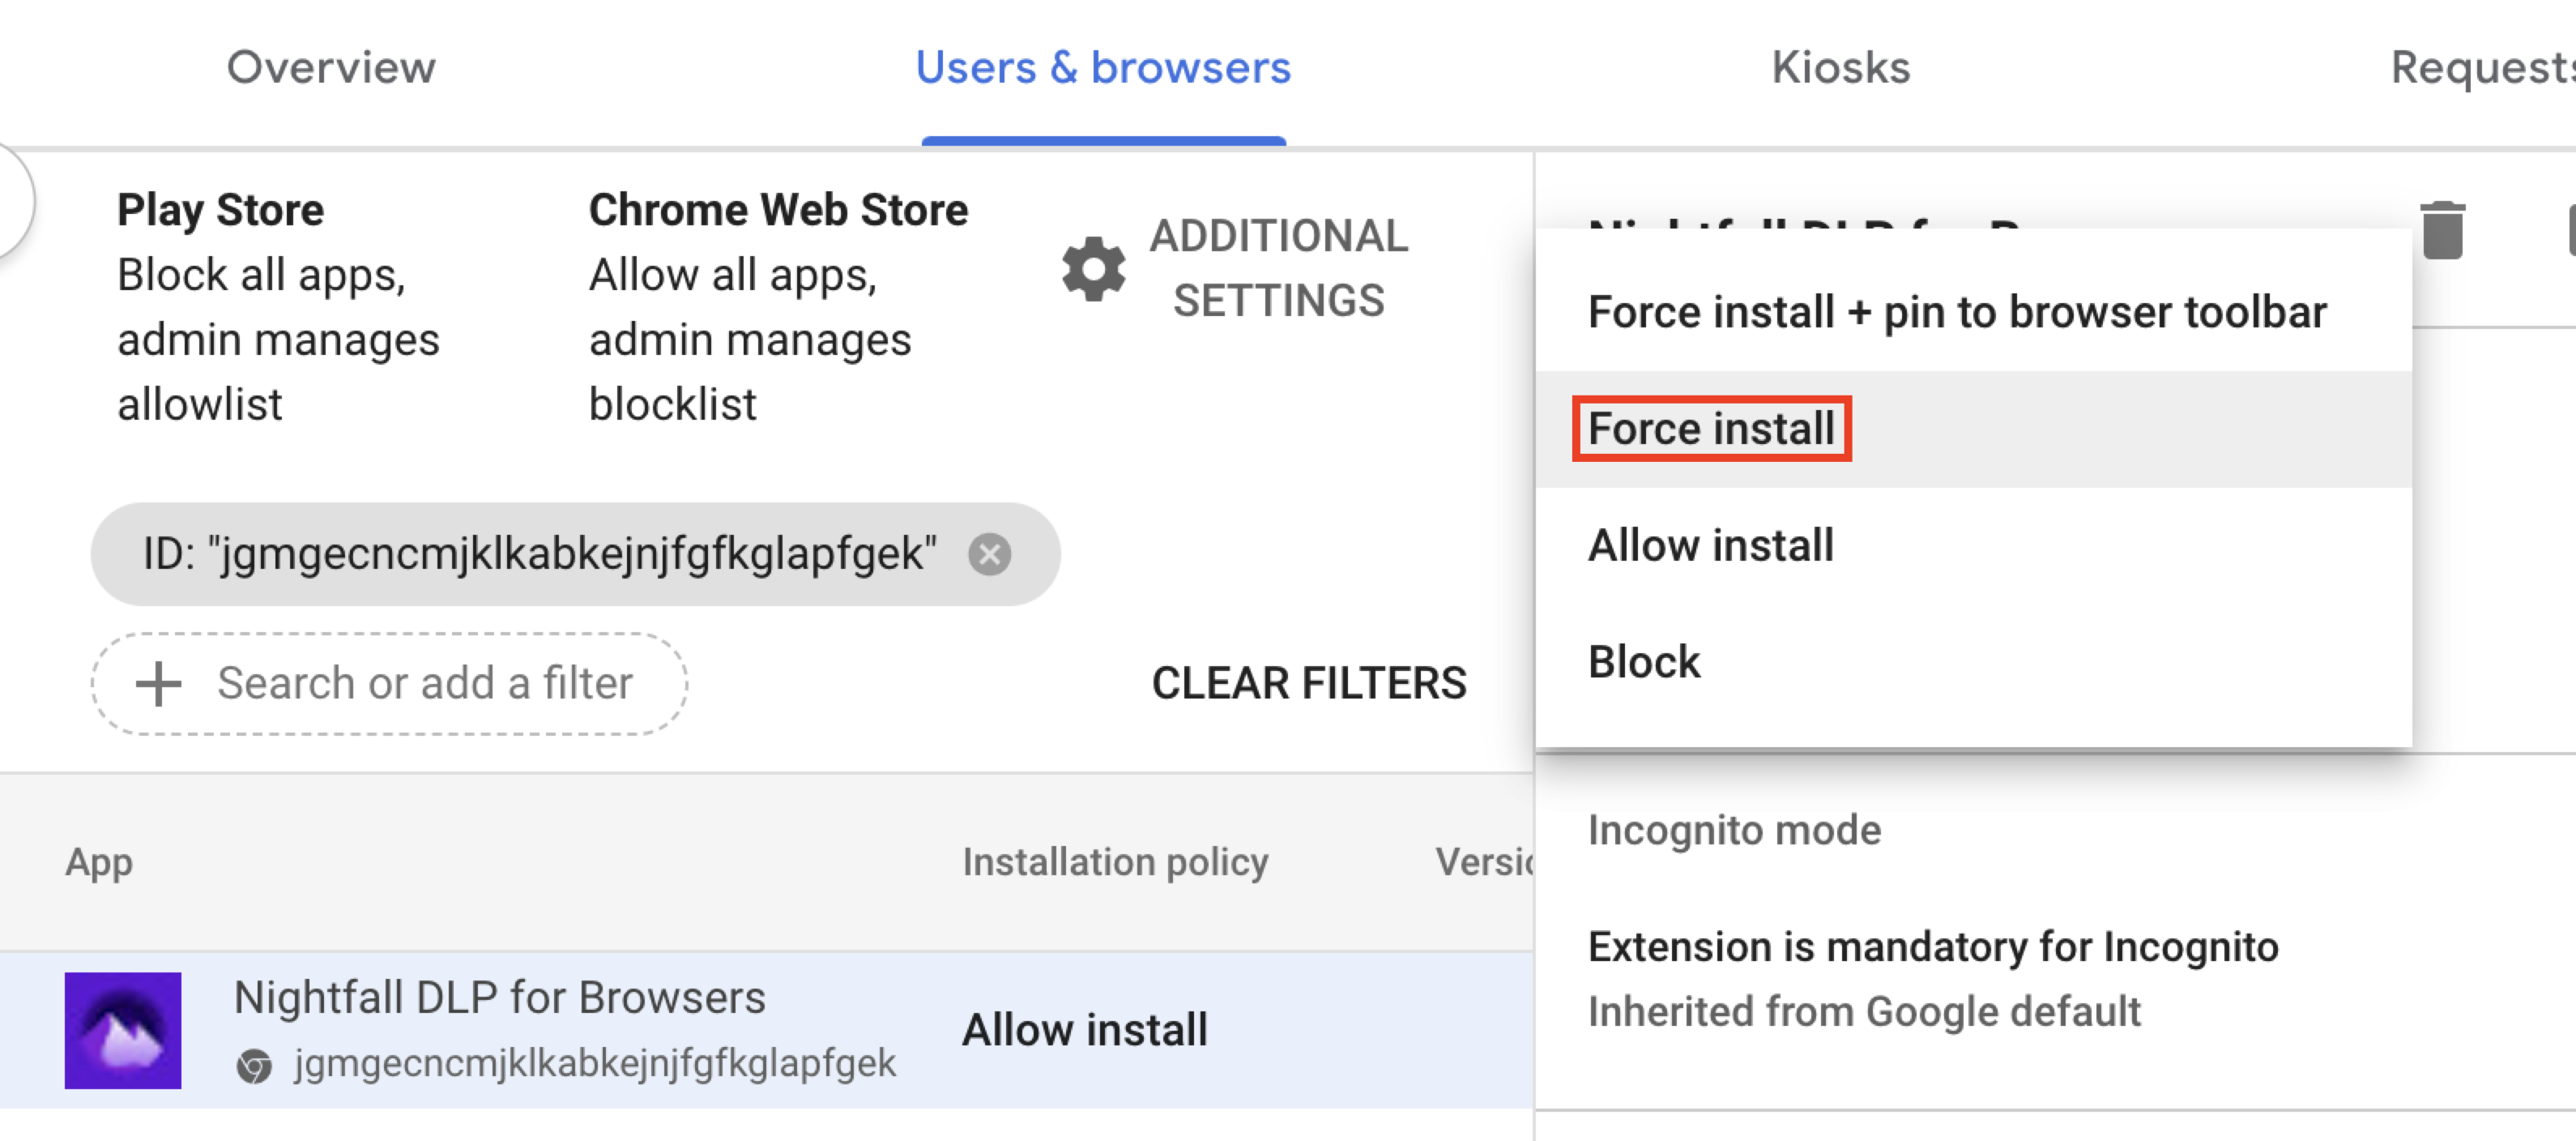 Overview
Users & browsers
Kiosks
Requests
Play Store
Block all apps,
admin manages
allowlist
Chrome Web Store
Allow all apps,
admin manages
blocklist
ADDITIONAL
SETTINGS
ID: "jgmgecncmjklkabkejnjfgfkglapfgek"
Search or add a filter
CLEAR FILTERS
App
Installation policy
Nightfall DLP for Browsers
jgmgecncmjklkabkejnjfgfkglapfgek
Allow install
Force install + pin to browser toolbar
Force install
Allow install
Block
Incognito mode
Extension is mandatory for Incognito
Inherited from Google default